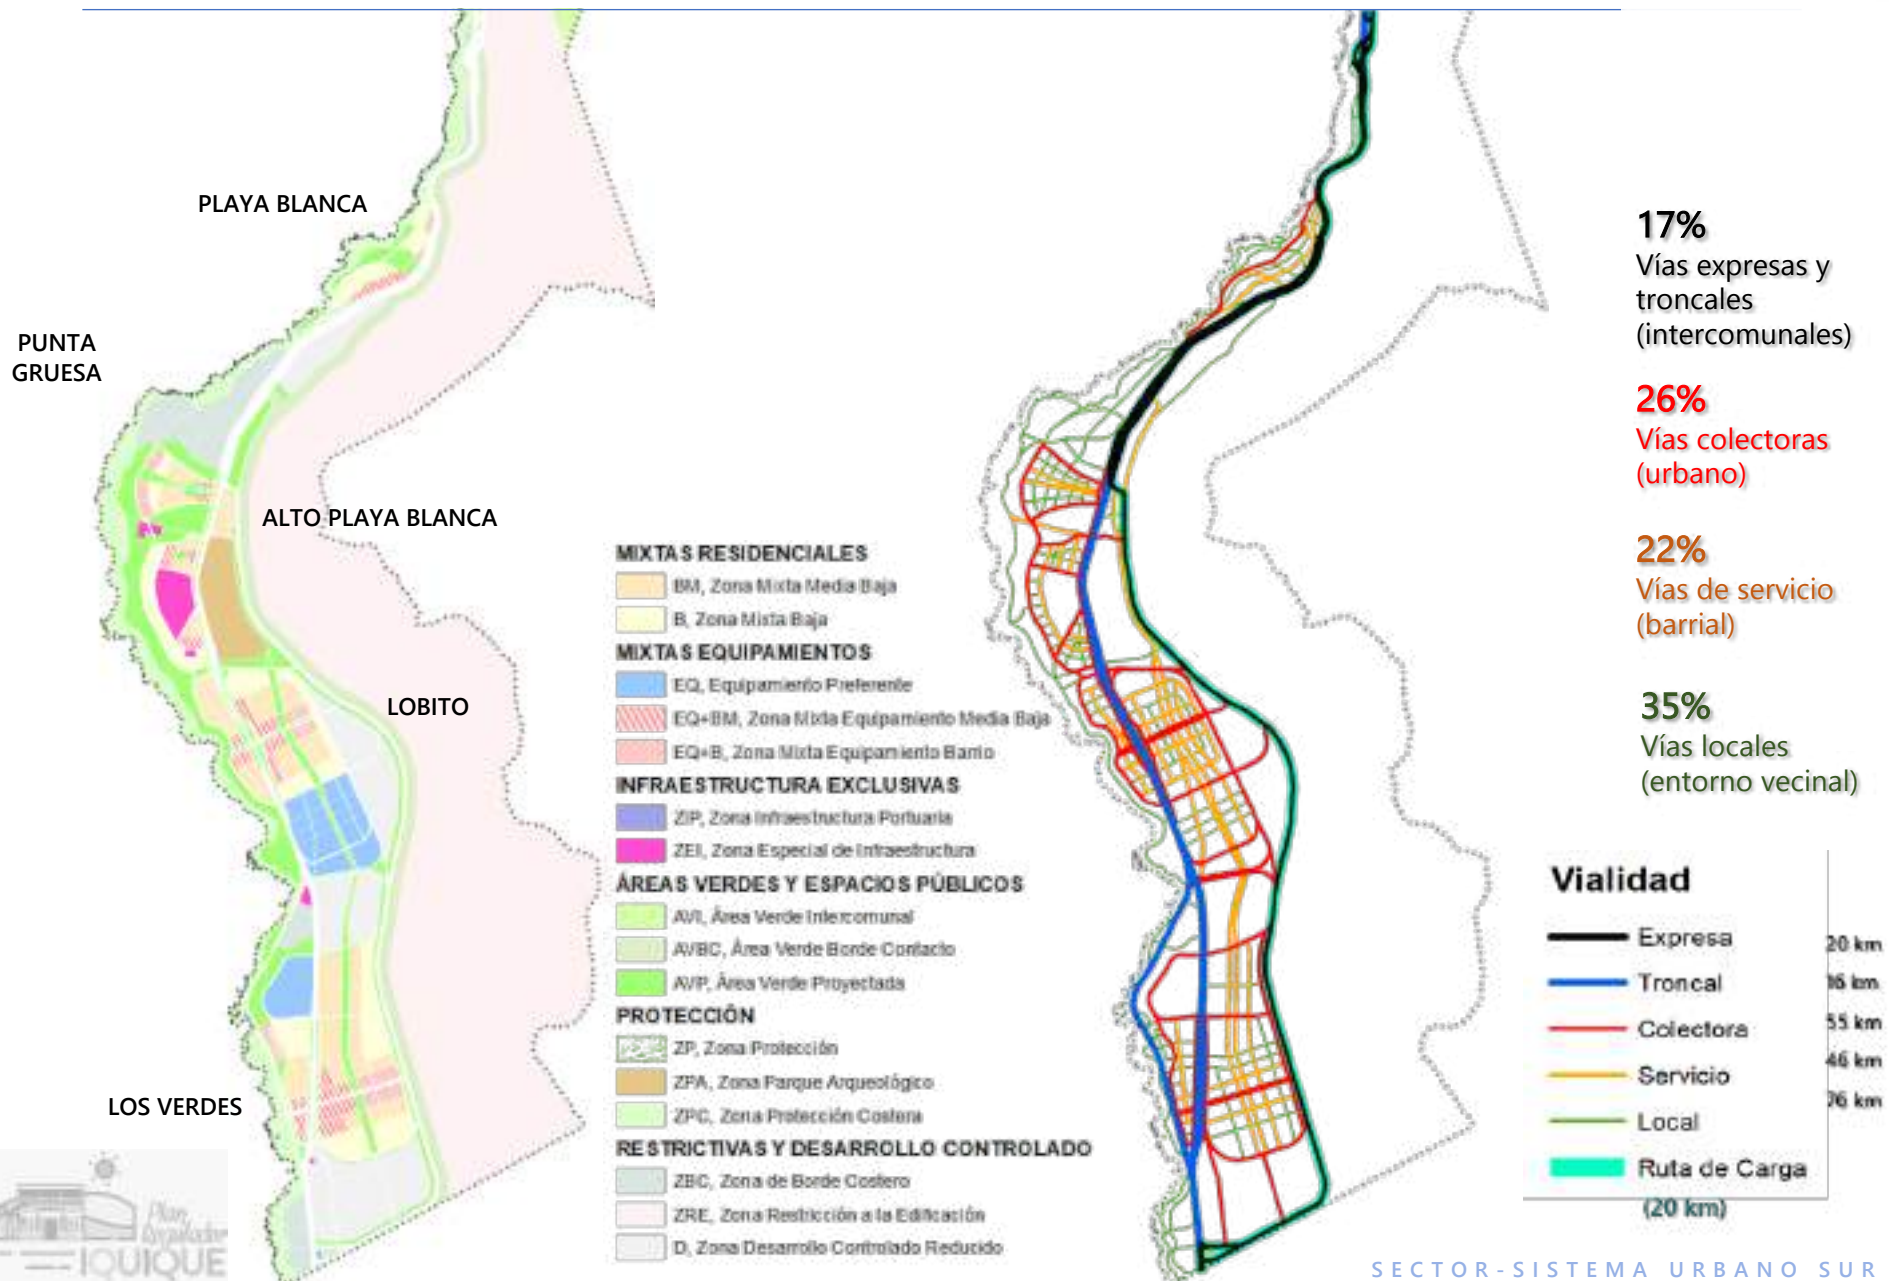 PLAYA BLANCA
PUNTA
GRUESA
ALTO PLAYA BLANCA
LOBITO
LOS VERDES
MIXTAS RESIDENCIALES
BM, Zona Mixta Media Baja
B, Zona Mixta Baja
MIXTAS EQUIPAMIENTOS
EQ, Equipamiento Preferente
EQ+BM, Zona Mixta Equipamiento Media Baja
EQ+B, Zona Mixta Equipamiento Barrio
INFRAESTRUCTURA EXCLUSIVAS
ZIP, Zona Infraestructura Portuaria
ZEI, Zona Especial de Infraestructura
ÁREAS VERDES Y ESPACIOS PÚBLICOS
AVI, Área Verde Intercomunal
AVBC, Área Verde Borde Contacto
AVP, Área Verde Proyectada
PROTECCIÓN
ZP, Zona Protección
ZPA, Zona Parque Arqueológico
ZPC, Zona Protección Costera
RESTRICTIVAS Y DESARROLLO CONTROLADO
ZBC, Zona de Borde Costero
ZRE, Zona Restricción a la Edificación
D, Zona Desarrollo Controlado Reducido
17%
Vías expresas y
troncales
(intercomunales)
26%
Vías colectoras
(urbano)
22%
Vías de servicio
(barrial)
35%
Vías locales
(entorno vecinal)
Vialidad
Expresa 20 km
Troncal 16 km
Colectora 55 km
Servicio 46 km
Local 76 km
Ruta de Carga
(20 km)
Plan
Regulador
IQUIQUE
SECTOR-SISTEMA URBANO SUR